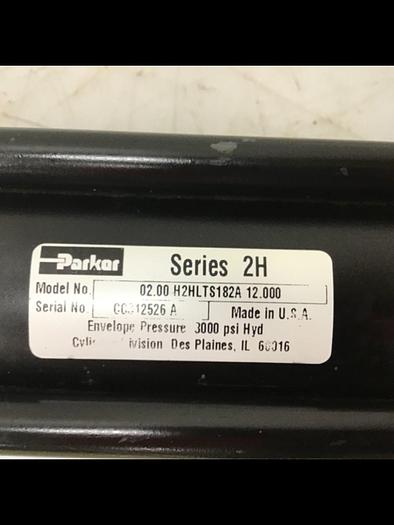 Parker Series 2H
Model No. 02.00 H2HLTS182A 12.000
Serial No. 12526 A Made in U.S.A.
Envelope Pressure 3000 psi Hyd
Des Plaines, IL 60016